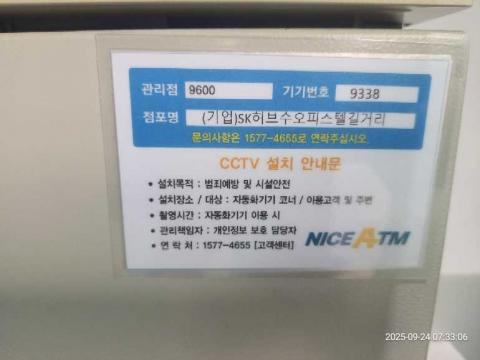 관리점 9600 기기번호 9338
점포명 (기업)SK허브수오피스텔길거리
문의사항은 1577-4655로 연락주십시오.
CCTV 설치 안내문
• 설치목적 : 범죄예방 및 시설안전
• 설치장소 / 대상 : 자동화기기 코너 / 이용고객 및 주변
• 촬영시간 : 자동화기기 이용 시
• 관리책임자 : 개인정보 보호 담당자
• 연 락 처 : 1577-4655 [고객센터]
NICE ATM
2025-09-24 07:33:06